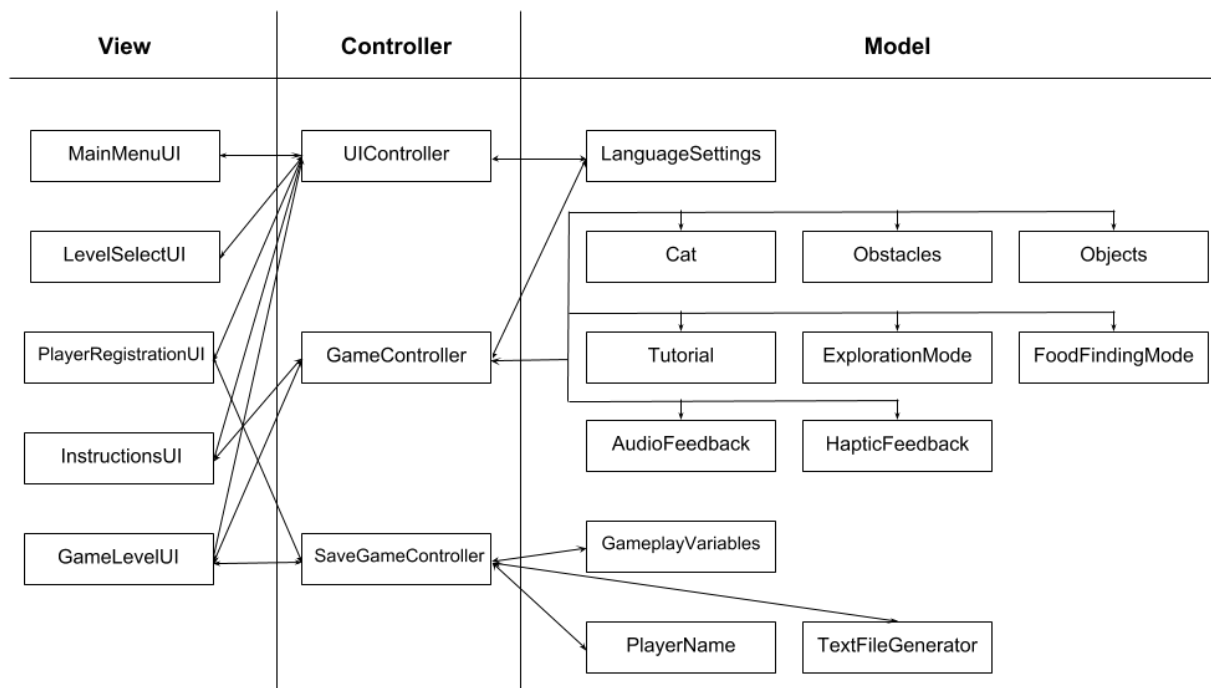 View
Controller
Model
MainMenuUI
UIController
LanguageSettings
LevelSelectUI
Cat
Obstacles
Objects
PlayerRegistrationUI
GameController
Tutorial
ExplorationMode
FoodFindingMode
InstructionsUI
AudioFeedback
HapticFeedback
GameLevelUI
SaveGameController
GameplayVariables
PlayerName
TextFileGenerator